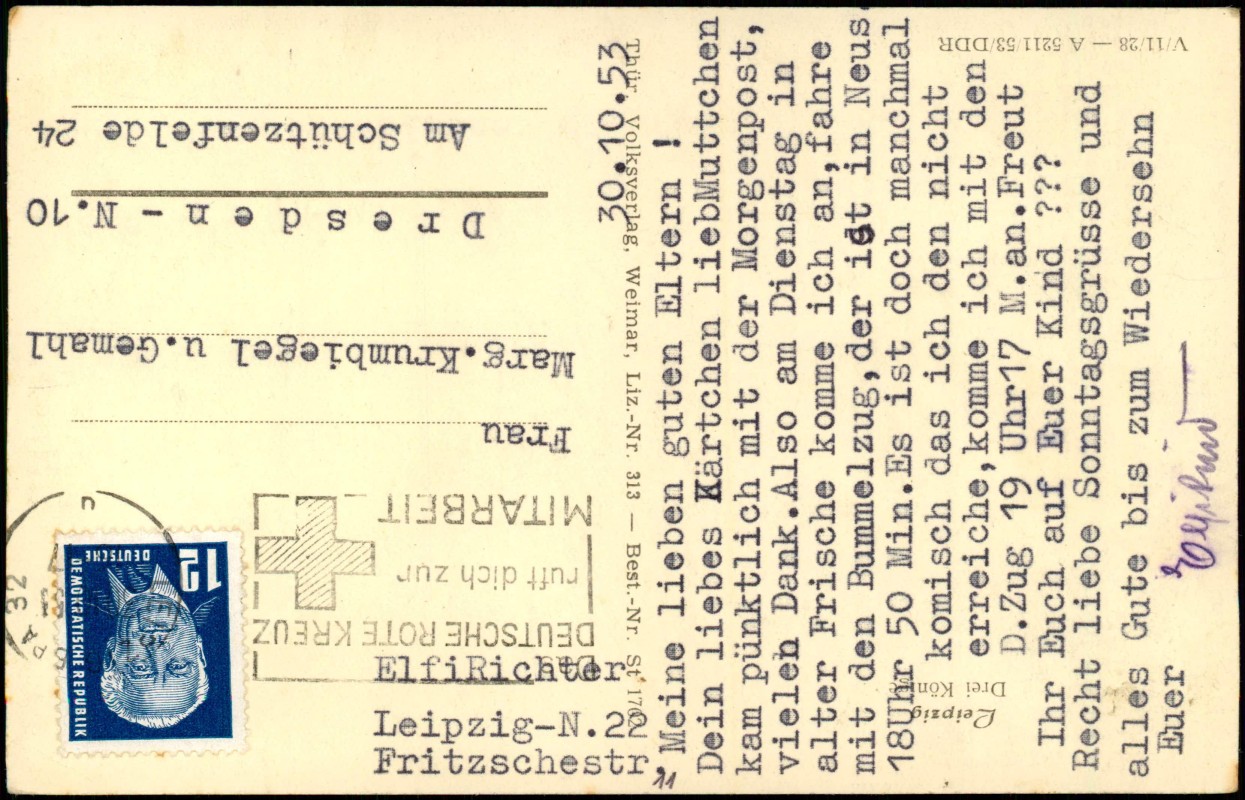 V/11/28 — A 5211/53/DDR
Leipzig
Drei Könige
Thür. Volksverlag, Weimar, Liz.-Nr. 313 — Best.-Nr. St 170
30.10.53
Meine lieben guten Eltern !
Dein liebes Kärtchen liebMuttchen
kam pünktlich mit der Morgenpost,
vielen Dank.Also am Dienstag in
alter Frische komme ich an,fahre
mit den Bummelzug,der ist in Neus.
18Uhr 50 Min.Es ist doch manchmal
komisch das ich den nicht
erreiche,komme ich mit den
D.Zug 19 Uhr17 M.an.Freut
Ihr Euch auf Euer Kind ???
Recht liebe Sonntagsgrüsse und
alles Gute bis zum Wiedersehn
Euer
ElfiRichter
Leipzig-N.22
Fritzschestr,11
Das
DEUTSCHE ROTE KREUZ
ruft dich zur
MITARBEIT
12
DEUTSCHE
DEMOKRATISCHE REPUBLIK
Frau
Marg.Krumbiegel u.Gemahl
Dresden-N.10
Am Schützenfelde 24